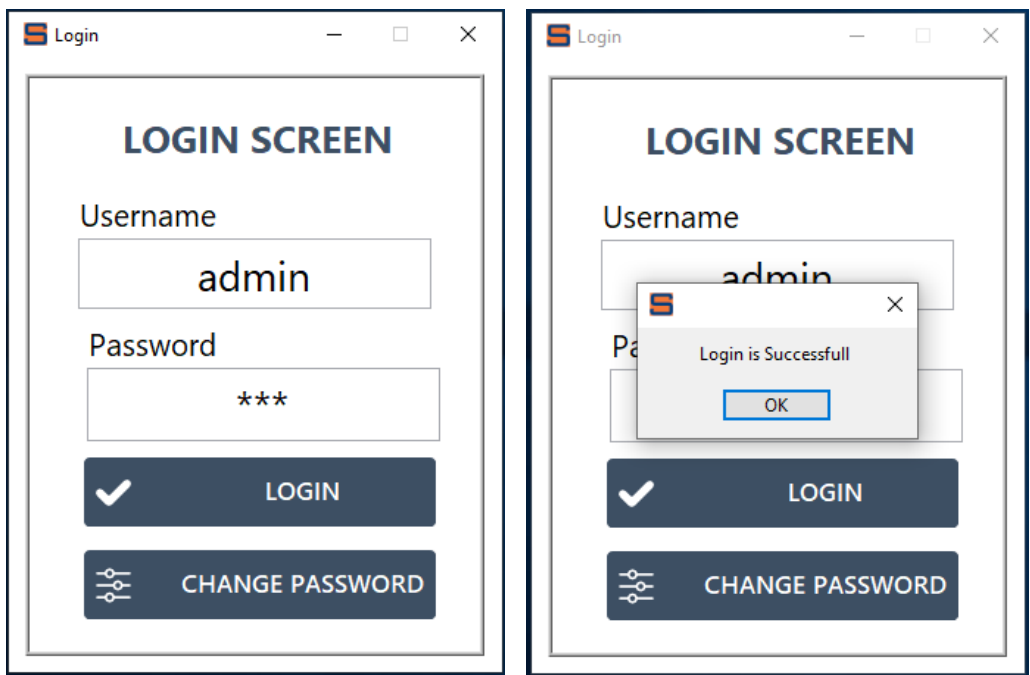 Login
LOGIN SCREEN
Username
admin
Password
***
LOGIN
CHANGE PASSWORD
Login
LOGIN SCREEN
Username
admin
Pa
Login is Successfull
OK
LOGIN
CHANGE PASSWORD